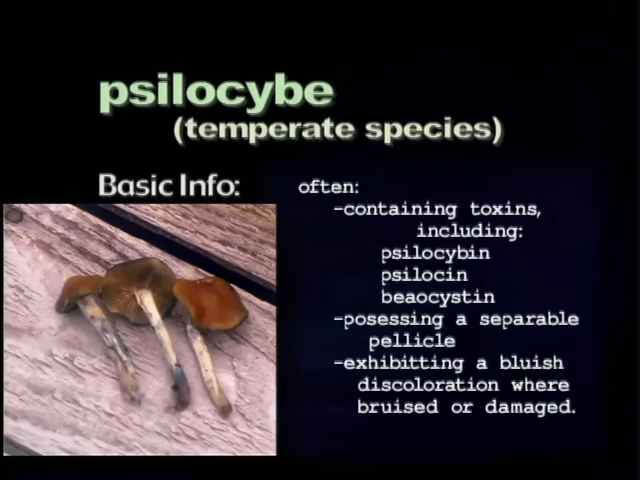 psilocybe
(temperate species)
Basic Info:
often:
-containing toxins,
including:
psilocybin
psilocin
beaocystin
-posessing a separable
pellicle
-exhibitting a bluish
discoloration where
bruised or damaged.